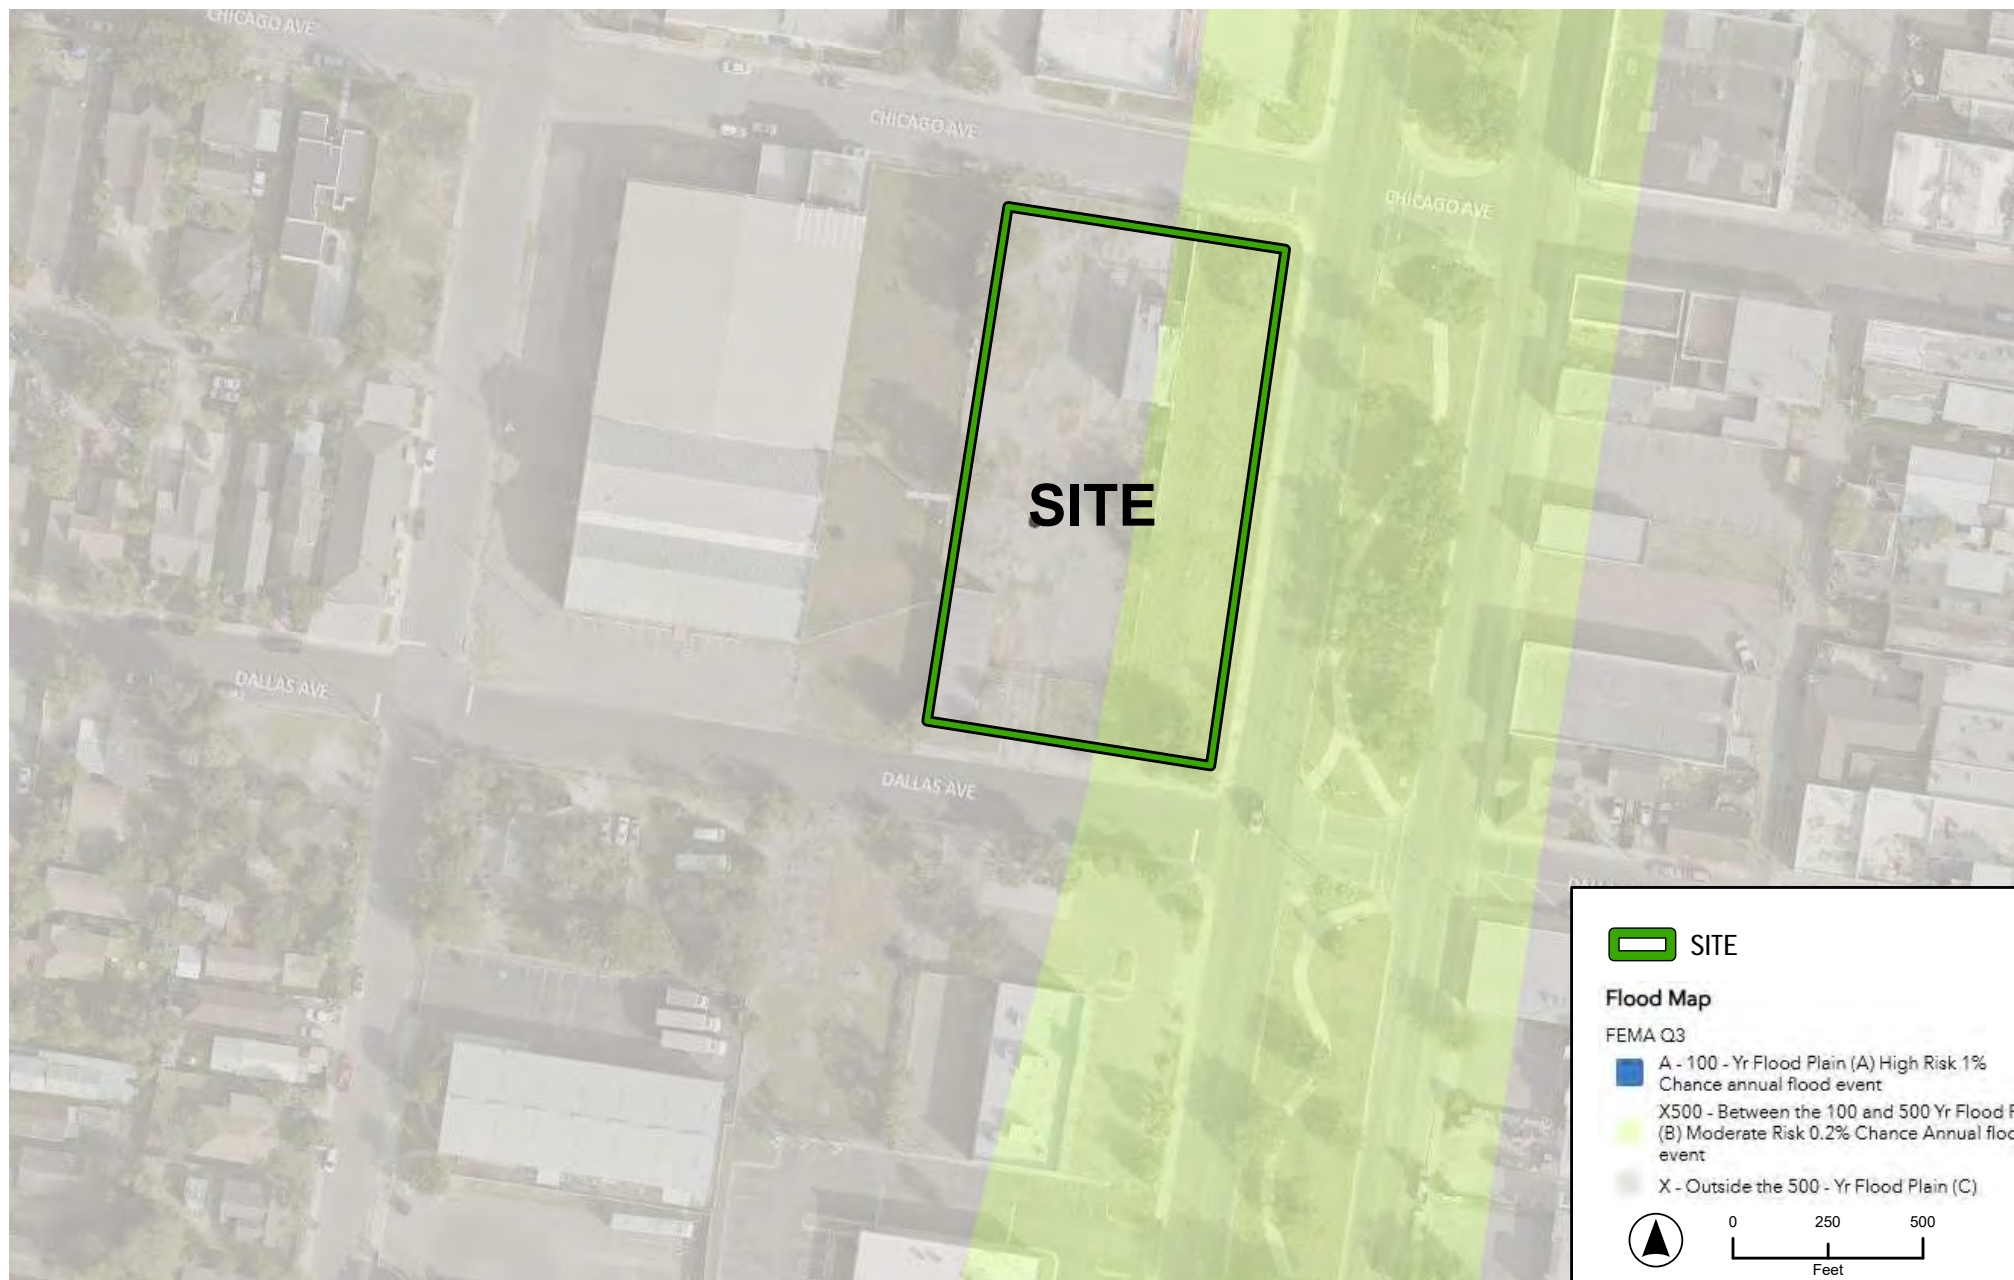 CHICAGO AVE
CHICAGO AVE
CHICAGO AVE
SITE
DALLAS AVE
DALLAS AVE
SITE
Flood Map
FEMA Q3
A - 100 - Yr Flood Plain (A) High Risk 1%
Chance annual flood event
X500 - Between the 100 and 500 Yr Flood
(B) Moderate Risk 0.2% Chance Annual
event
X - Outside the 500 - Yr Flood Plain (C)
0 250 500
Feet